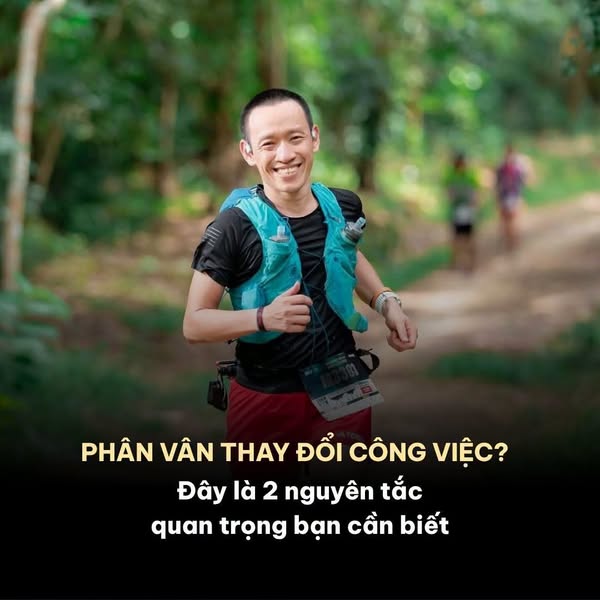 PHÂN VÂN THAY ĐỔI CÔNG VIỆC?
Đây là 2 nguyên tắc
quan trọng bạn cần biết